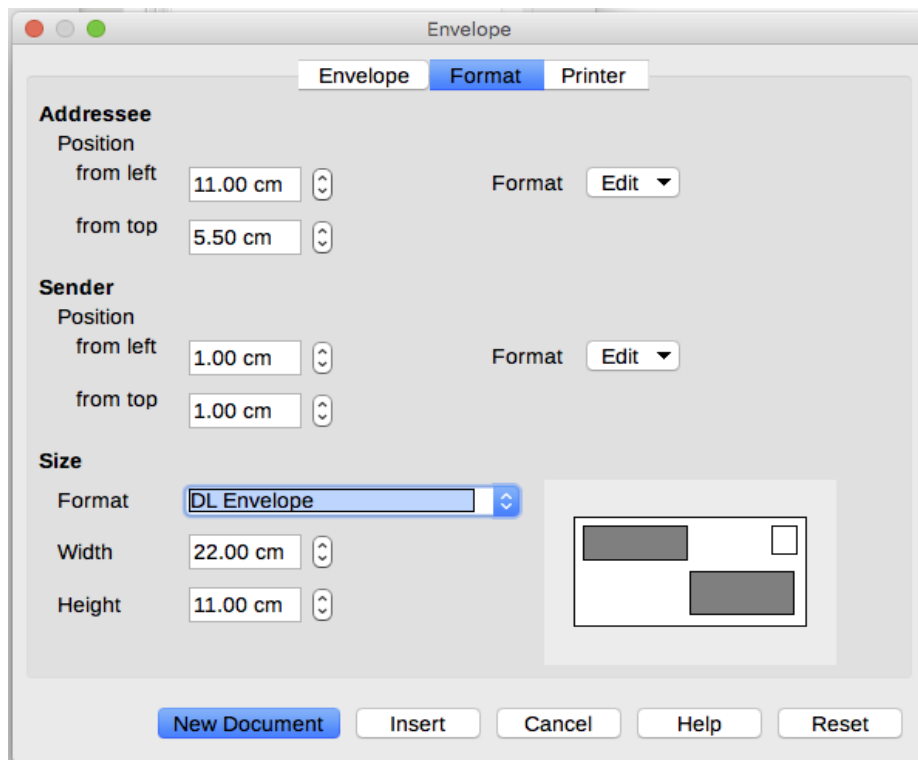 Envelope
Envelope Format Printer
Addressee
Position
from left 11.00 cm Format Edit
from top 5.50 cm
Sender
Position
from left 1.00 cm Format Edit
from top 1.00 cm
Size
Format DL Envelope
Width 22.00 cm
Height 11.00 cm
New Document Insert Cancel Help Reset